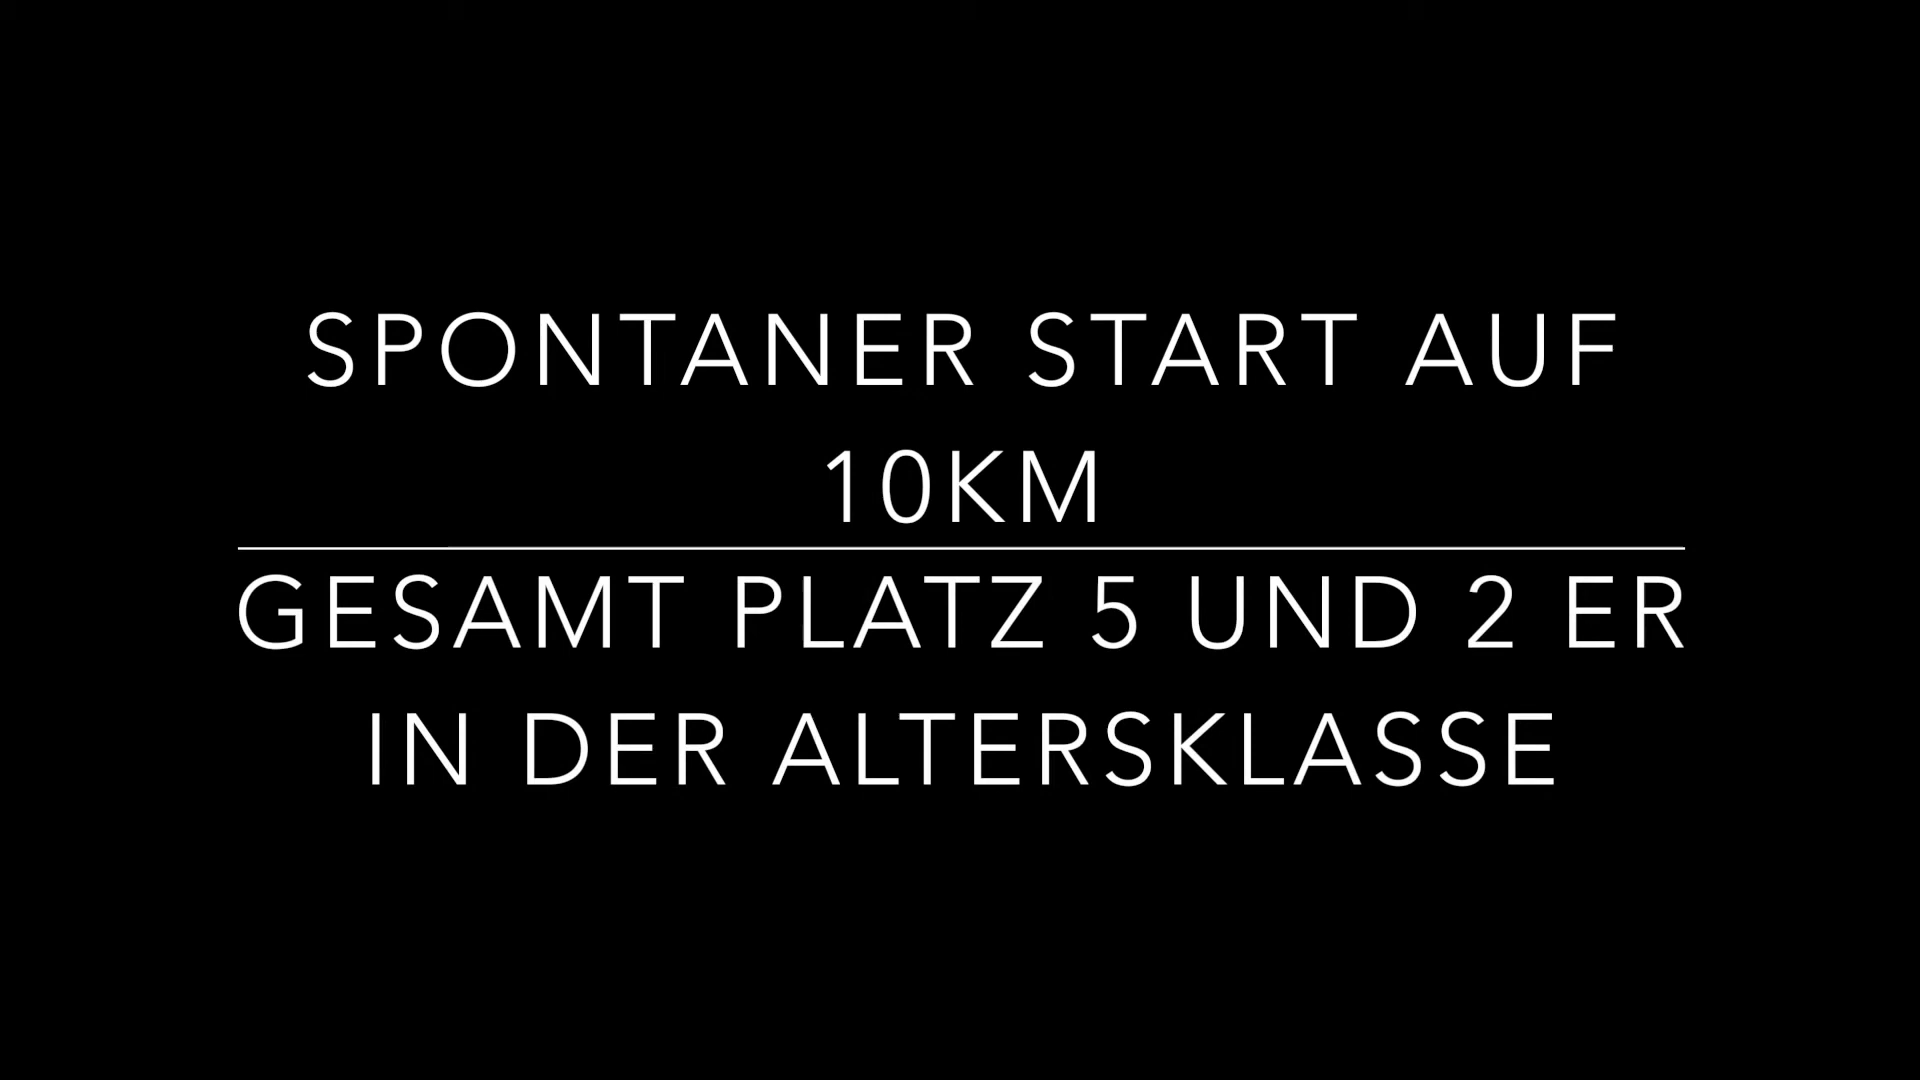 SPONTANER START AUF
10KM
GESAMT PLATZ 5 UND 2 ER
IN DER ALTERSKLASSE